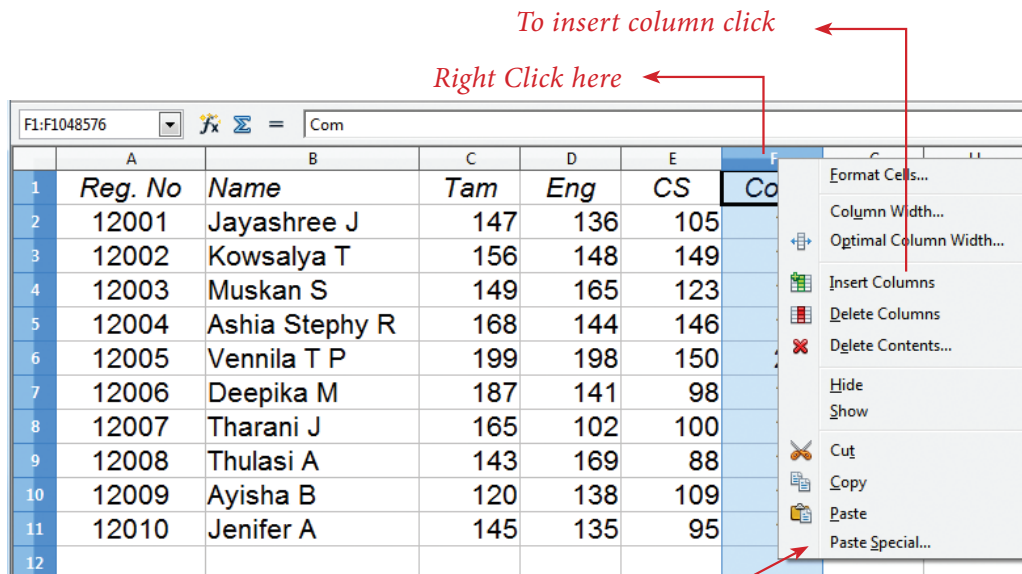 To insert column click
Right Click here
F1:F1048576 fx Σ = Com
A B C D E F
1 Reg. No Name Tam Eng CS Co
2 12001 Jayashree J 147 136 105
3 12002 Kowsalya T 156 148 149
4 12003 Muskan S 149 165 123
5 12004 Ashia Stephy R 168 144 146
6 12005 Vennila T P 199 198 150
7 12006 Deepika M 187 141 98
8 12007 Tharani J 165 102 100
9 12008 Thulasi A 143 169 88
10 12009 Ayisha B 120 138 109
11 12010 Jenifer A 145 135 95
12
Format Cells...
Column Width...
Optimal Column Width...
Insert Columns
Delete Columns
Delete Contents...
Hide
Show
Cut
Copy
Paste
Paste Special...